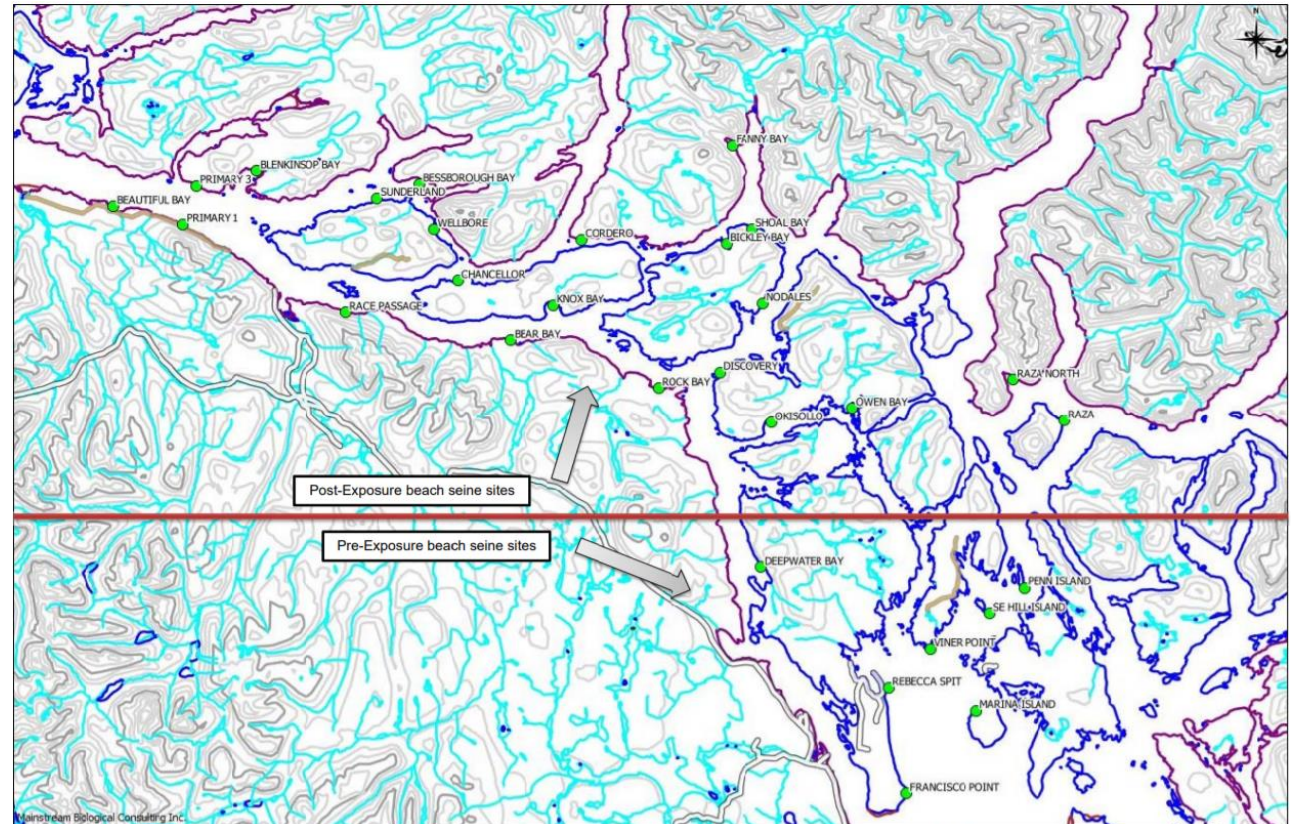 N
FANNY BAY
BLENKINSOP BAY
PRIMARY 3
BESSBOROUGH BAY
SUNDERLAND
BEAUTIFUL BAY
PRIMARY 1
WELLBORE
SHOAL BAY
CORDERO
BICKLEY BAY
CHANCELLOR
KNOX BAY
NODALES
RACE PASSAGE
BEAR BAY
DISCOVERY
RAZA NORTH
ROCK BAY
OWEN BAY
OKISOLLO
RAZA
Post-Exposure beach seine sites
Pre-Exposure beach seine sites
DEEPWATER BAY
PENN ISLAND
SE HILL ISLAND
VINER POINT
REBECCA SPIT
MARINA ISLAND
FRANCISCO POINT
Mainstream Biological Consulting Inc.